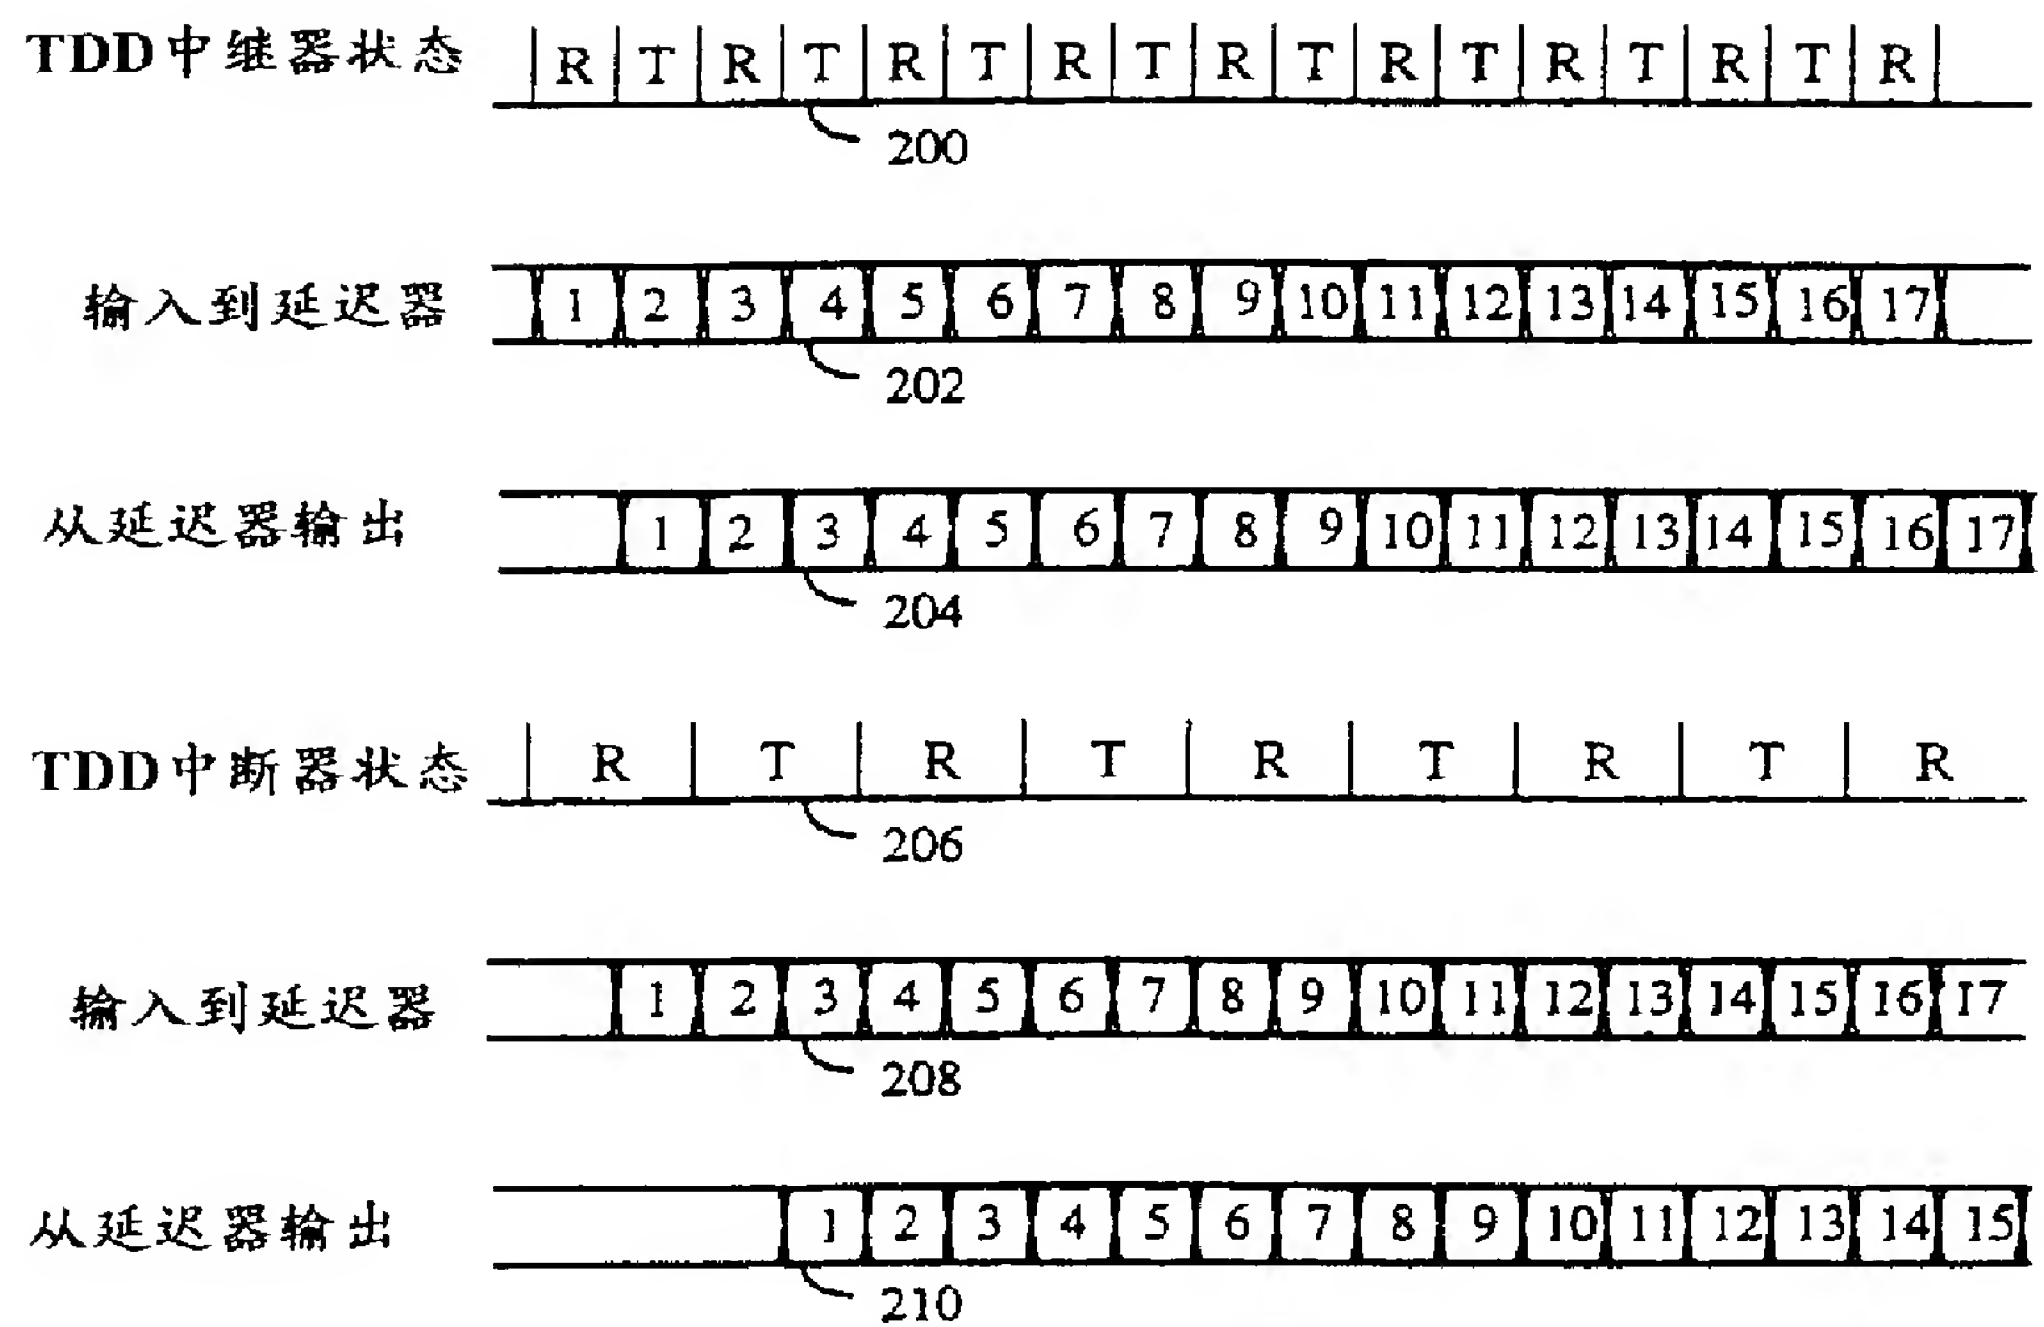 TDD中继器状态 R T R T R T R T R T R T R T R T R
200
输入到延迟器 1 2 3 4 5 6 7 8 9 10 11 12 13 14 15 16 17
202
从延迟器输出 1 2 3 4 5 6 7 8 9 10 11 12 13 14 15 16 17
204
TDD中断器状态 R T R T R T R T R
206
输入到延迟器 1 2 3 4 5 6 7 8 9 10 11 12 13 14 15 16 17
208
从延迟器输出 1 2 3 4 5 6 7 8 9 10 11 12 13 14 15
210